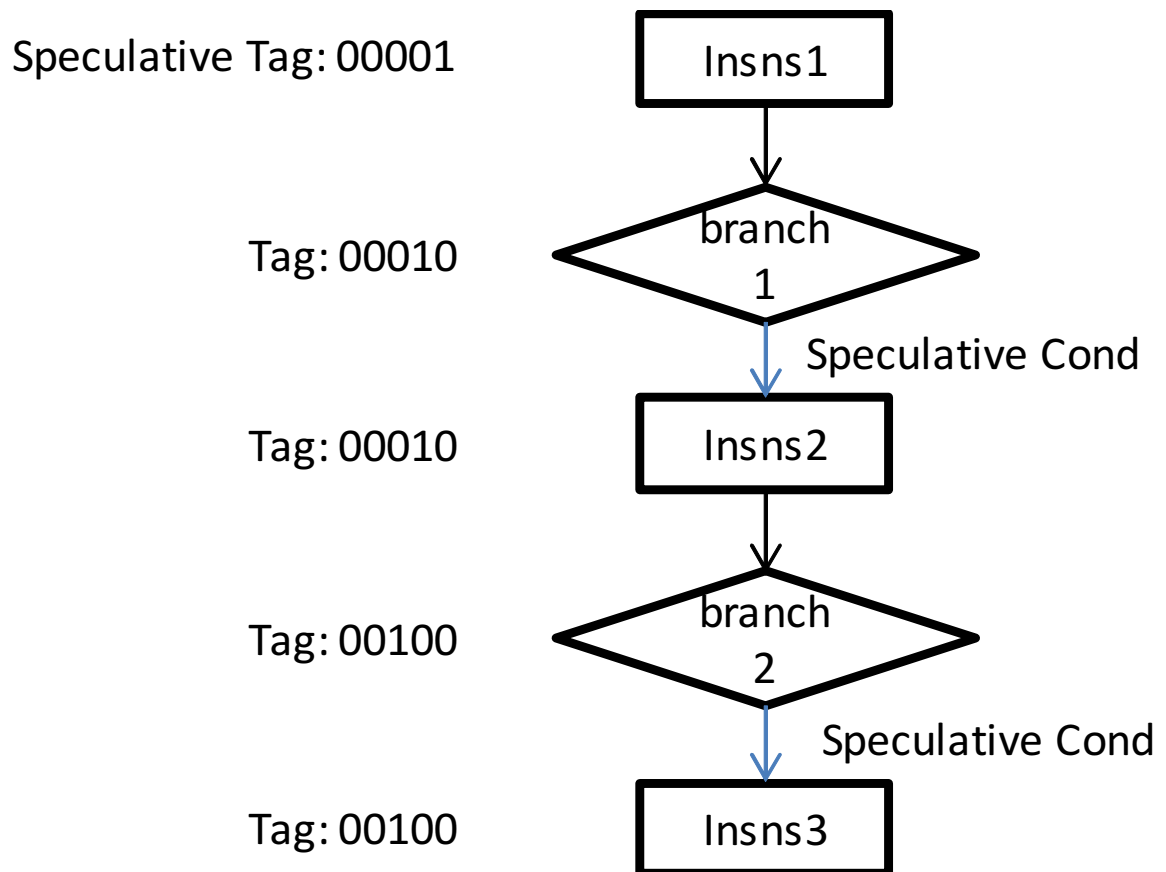 Speculative Tag: 00001
Insns1
Tag: 00010
branch
1
Speculative Cond
Tag: 00010
Insns2
Tag: 00100
branch
2
Speculative Cond
Tag: 00100
Insns3